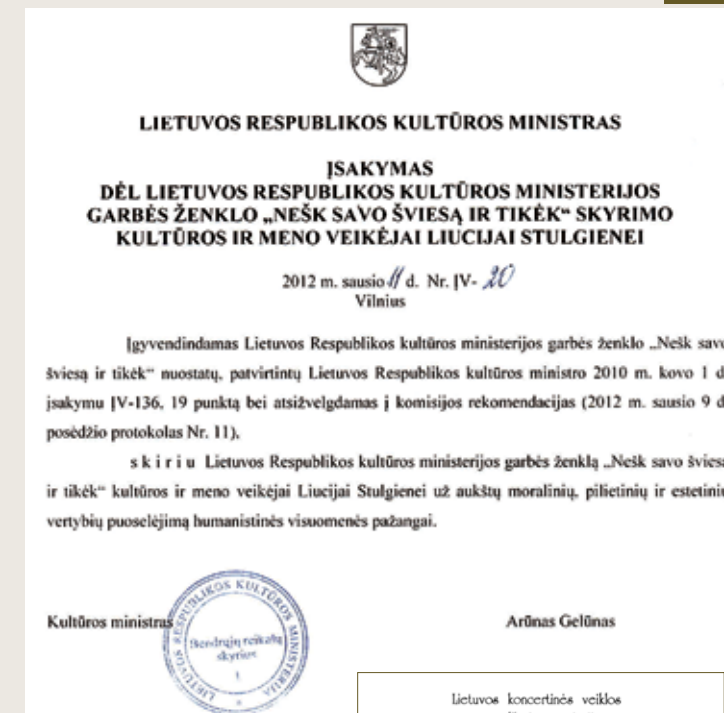 LIETUVOS RESPUBLIKOS KULTŪROS MINISTRAS
ĮSAKYMAS
DĖL LIETUVOS RESPUBLIKOS KULTŪROS MINISTERIJOS
GARBĖS ŽENKLO „NEŠK SAVO ŠVIESĄ IR TIKĖK“ SKYRIMO
KULTŪROS IR MENO VEIKĖJAI LIUCIJAI STULGIENEI
2012 m. sausio 11 d. Nr. ĮV- 20
Vilnius
Įgyvendindamas Lietuvos Respublikos kultūros ministerijos garbės ženklo „Nešk savo
šviesą ir tikėk“ nuostatų, patvirtintų Lietuvos Respublikos kultūros ministro 2010 m. kovo 1 d
įsakymu ĮV-136, 19 punktą bei atsižvelgdamas į komisijos rekomendacijas (2012 m. sausio 9 d
posėdžio protokolas Nr. 11),
s k i r i u Lietuvos Respublikos kultūros ministerijos garbės ženklą „Nešk savo šviesą
ir tikėk“ kultūros ir meno veikėjai Liucijai Stulgienei už aukštų moralinių, pilietinių ir estetinių
vertybių puoselėjimą humanistinės visuomenės pažangai.
Kultūros ministras
Arūnas Gelūnas
LIETUVOS RESPUBLIKOS KULTŪROS MINISTERIJA
Bendrųjų reikalų
skyrius
1
Lietuvos koncertinės veiklos